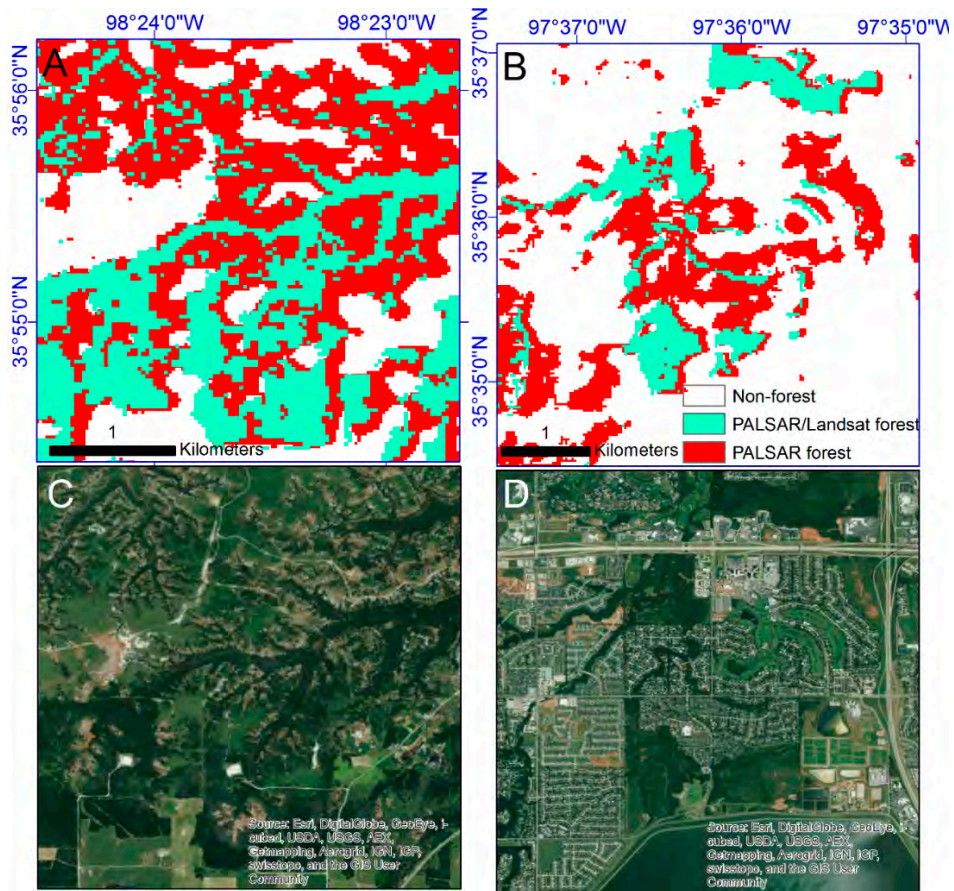 98°24'0"W
98°23'0"W
97°37'0"W
97°36'0"W
97°35'0"W
A
B
35°56'0"N
35°55'0"N
35°37'0"N
35°36'0"N
35°35'0"N
1
Kilometers
1
Kilometers
Non-forest
PALSAR/Landsat forest
PALSAR forest
C
D
Source: Esri, DigitalGlobe, GeoEye, i-
cubed, USDA, USGS, AEX,
Getmapping, Aerogrid, IGN, IGP,
swisstopo, and the GIS User
Community
Source: Esri, DigitalGlobe, GeoEye, i-
cubed, USDA, USGS, AEX,
Getmapping, Aerogrid, IGN, IGP,
swisstopo, and the GIS User
Community